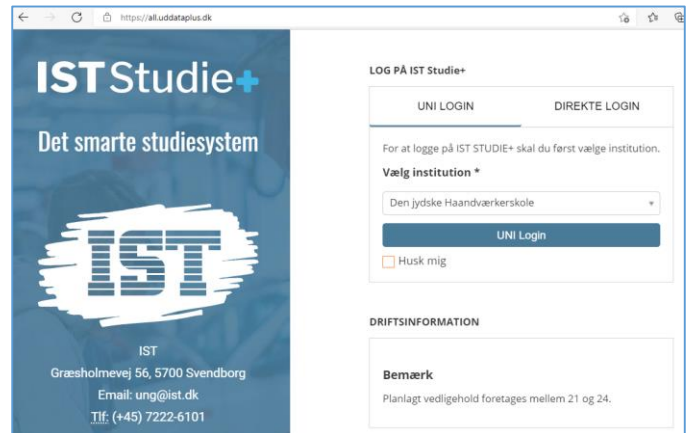 https://all.uddataplus.dk
IST Studie+
Det smarte studiesystem
IST
IST
Græsholmevej 56, 5700 Svendborg
Email: ung@ist.dk
Tlf: (+45) 7222-6101
LOG PÅ IST Studie+
UNI LOGIN
DIREKTE LOGIN
For at logge på IST STUDIE+ skal du først vælge institution.
Vælg institution *
Den jydske Haandværkerskole
UNI Login
Husk mig
DRIFTSINFORMATION
Bemærk
Planlagt vedligehold foretages mellem 21 og 24.